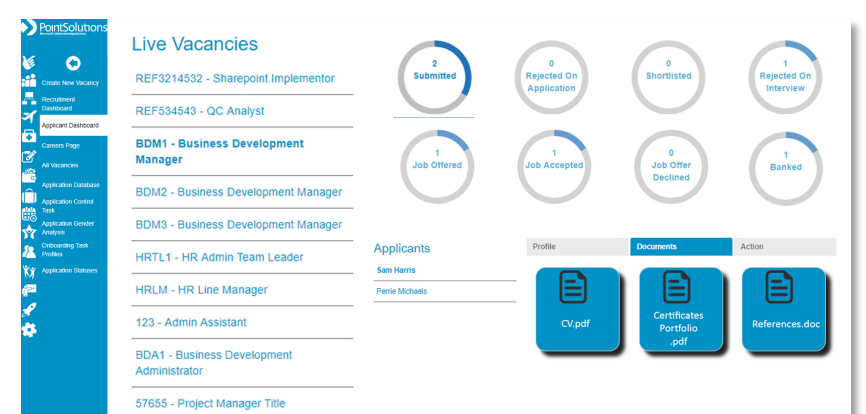 PointSolutions
Create New Vacancy
Recruitment
Dashboard
Applicant Dashboard
Careers Page
All Vacancies
Application Database
Application Control
Task
Application Gender
Analysis
Onboarding Task
Profiles
Application Statuses
Live Vacancies
REF3214532 - Sharepoint Implementor
REF534543 - QC Analyst
BDM1 - Business Development
Manager
BDM2 - Business Development Manager
BDM3 - Business Development Manager
HRTL1 - HR Admin Team Leader
HRLM - HR Line Manager
123 - Admin Assistant
BDA1 - Business Development
Administrator
57655 - Project Manager Title
2
Submitted
0
Rejected On
Application
0
Shortlisted
1
Rejected On
Interview
1
Job Offered
1
Job Accepted
0
Job Offer
Declined
1
Banked
Applicants
Sam Harris
Perrie Michaels
Profile
Documents
Action
CV.pdf
Certificates
Portfolio
.pdf
References.doc